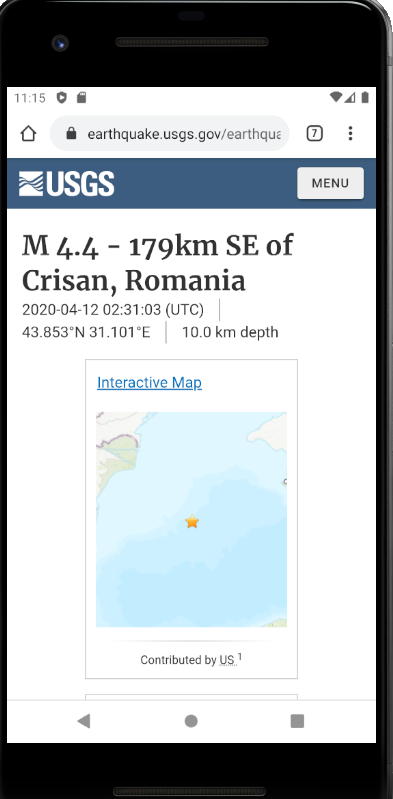 11:15
earthquake.usgs.gov/earthqua
7
USGS
MENU
M 4.4 - 179km SE of
Crisan, Romania
2020-04-12 02:31:03 (UTC)
43.853°N 31.101°E
10.0 km depth
Interactive Map
Contributed by US 1